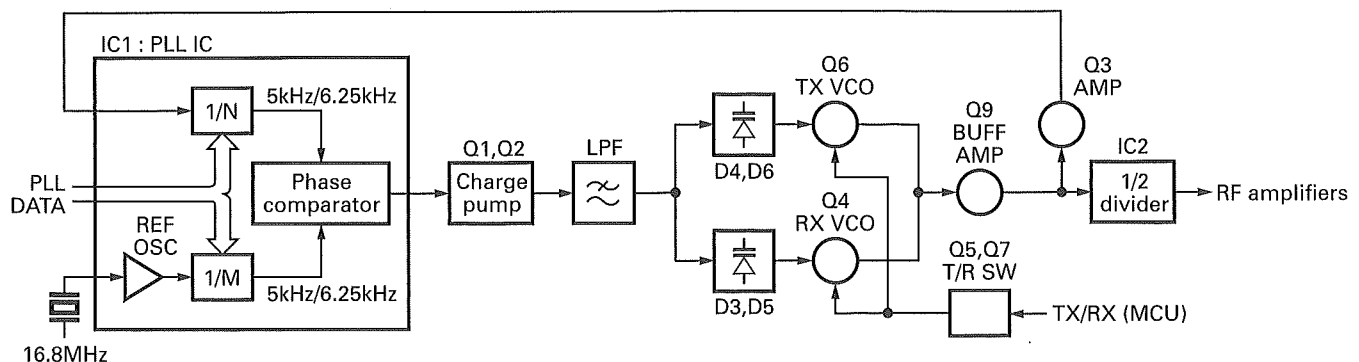 IC1 : PLL IC
1/N
5kHz/6.25kHz
PLL
DATA
Phase
comparator
REF
OSC
1/M
5kHz/6.25kHz
16.8MHz
Q1,Q2
Charge
pump
LPF
D4,D6
D3,D5
Q6
TX VCO
Q4
RX VCO
Q9
BUFF
AMP
Q3
AMP
IC2
1/2
divider
RF amplifiers
Q5,Q7
T/R SW
TX/RX (MCU)